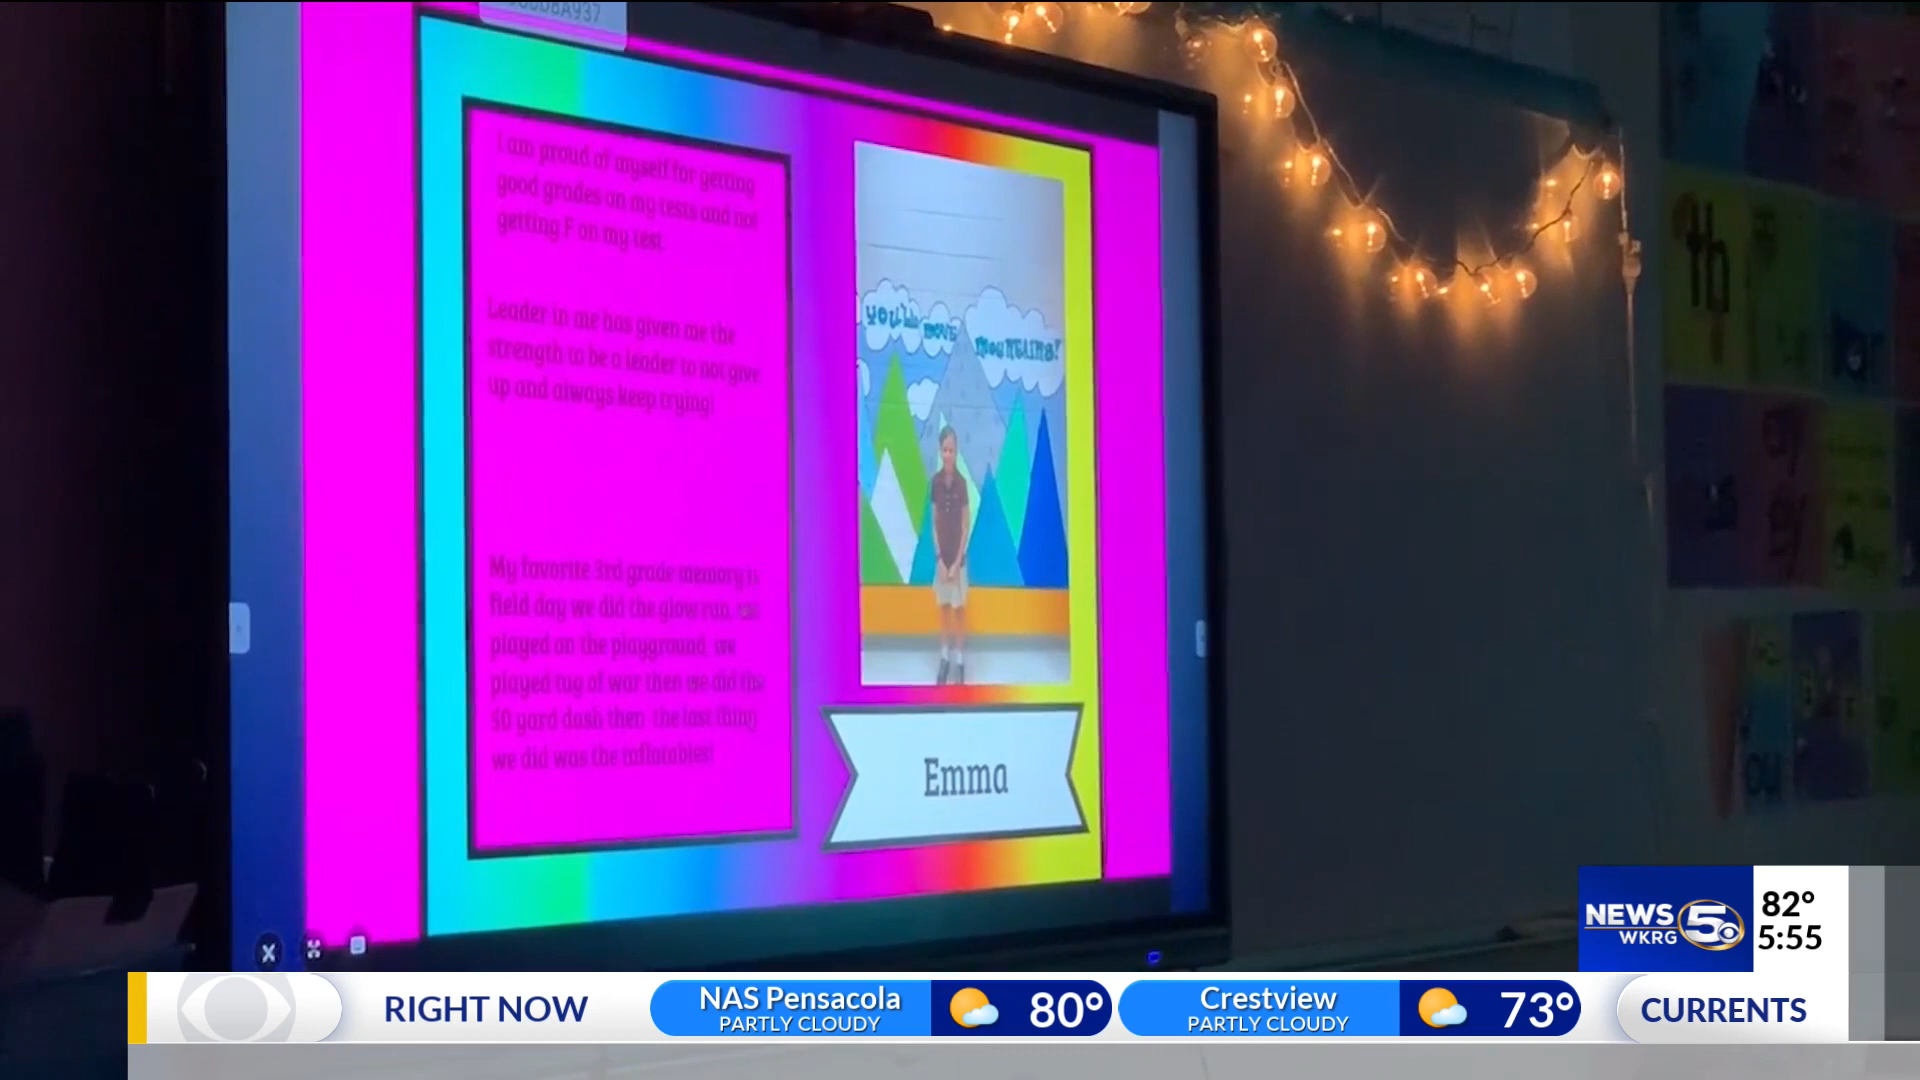 I am proud of myself for getting
good grades on my tests and not
getting F on my test.
Leader in me has given me the
strength to be a leader to not give
up and always keep crying!
My favorite 3rd grade memory is
field day we did the glow run, we
played on the playground, we
played tug of war then we did the
50 yard dash then the last thing
we did was the inflatables!
YOU'LL MOVE MOUNTAINS!
Emma
th
NEWS 5
WKRG
82°
5:55
RIGHT NOW
NAS Pensacola
PARTLY CLOUDY
80°
Crestview
PARTLY CLOUDY
73°
CURRENTS